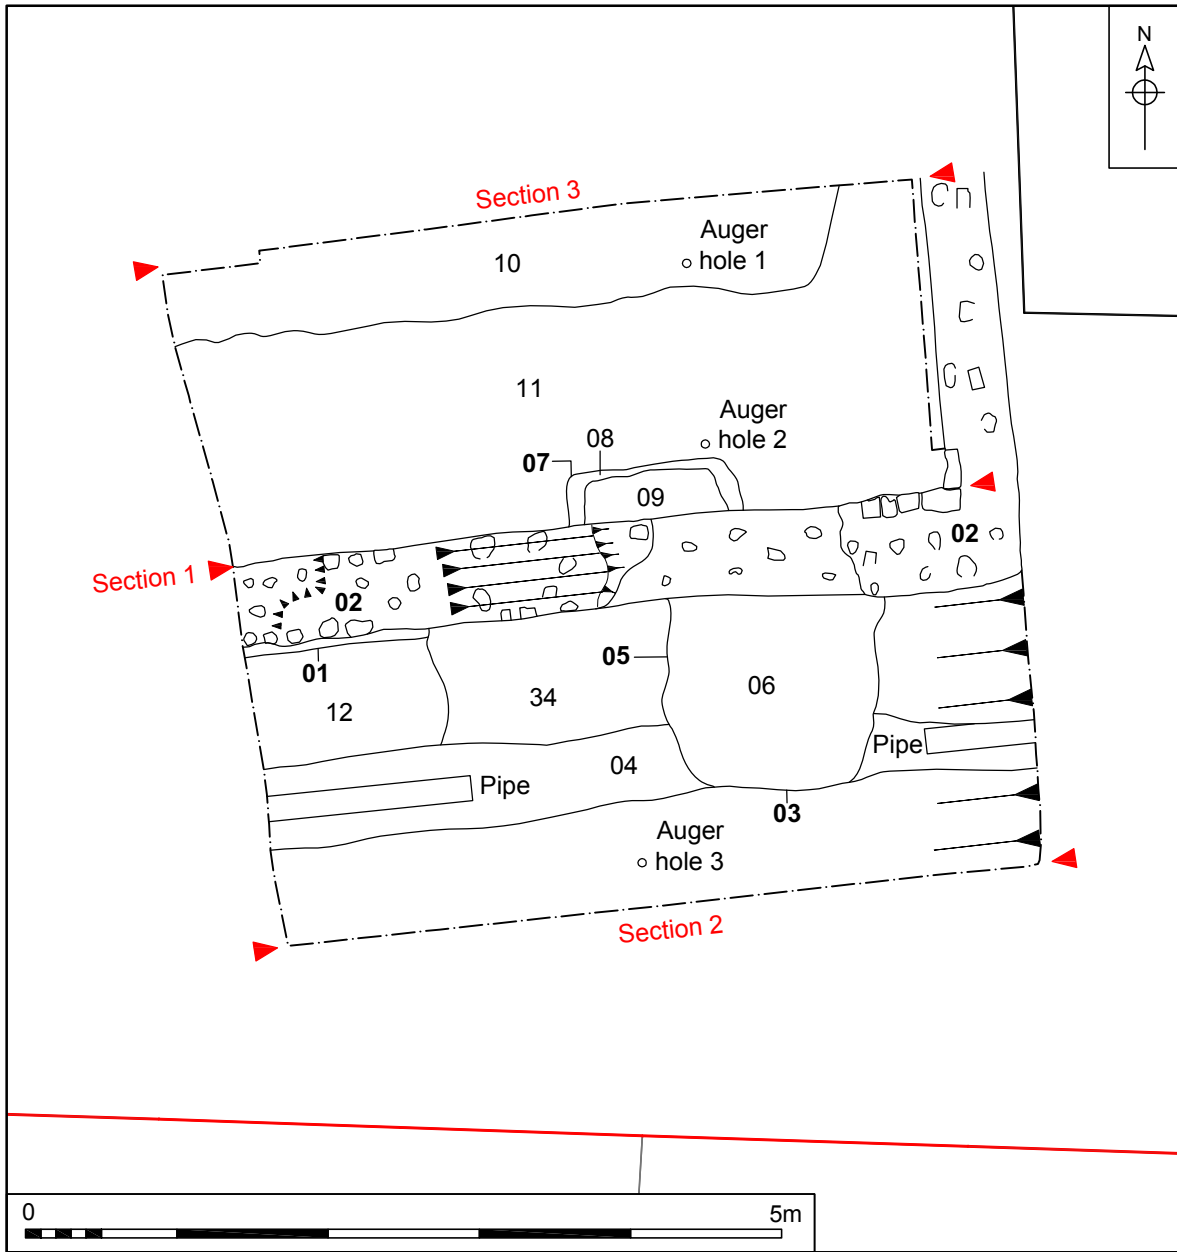 N
Section 3
Auger
hole 1
10
11
Auger
hole 2
08
07
09
02
Section 1
02
01
05
06
34
12
Pipe
04
Pipe
03
Auger
hole 3
Section 2
0
5m